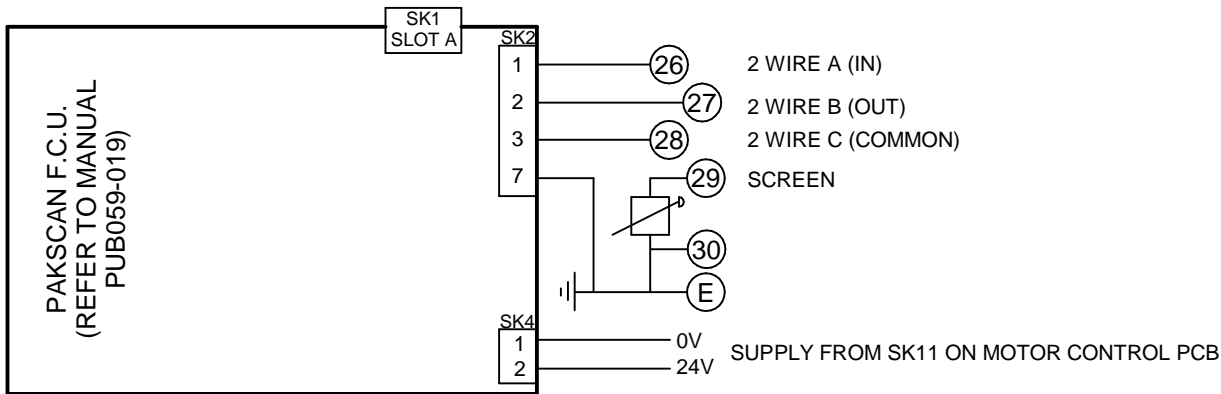 SK1
SLOT A
SK2
1
26
2 WIRE A (IN)
2
27
2 WIRE B (OUT)
3
28
2 WIRE C (COMMON)
7
29
SCREEN
30
E
PAKSCAN F.C.U.
(REFER TO MANUAL
PUB059-019)
SK4
1
0V
2
24V
SUPPLY FROM SK11 ON MOTOR CONTROL PCB